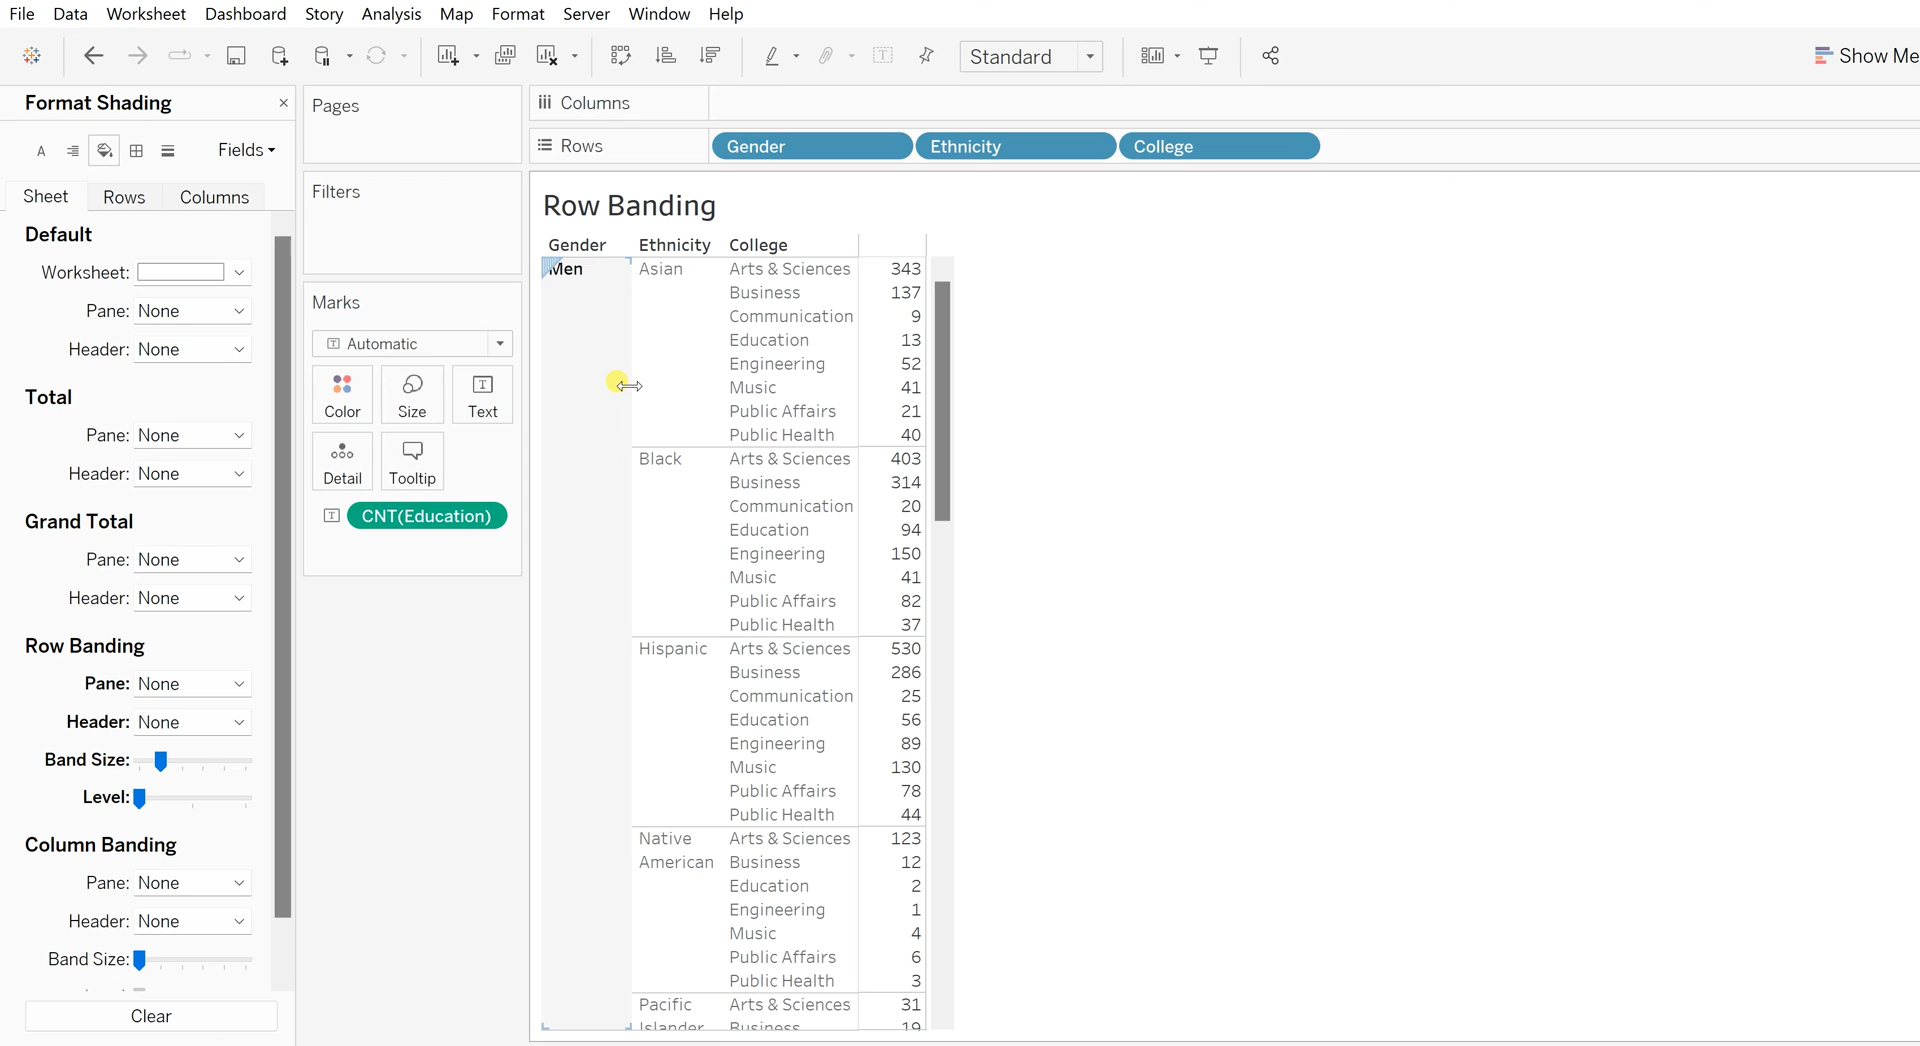 File Data Worksheet Dashboard Story Analysis Map Format Server Window Help
Standard
Show Me
Format Shading
Fields
Sheet Rows Columns
Default
Worksheet:
Pane: None
Header: None
Total
Pane: None
Header: None
Grand Total
Pane: None
Header: None
Row Banding
Pane: None
Header: None
Band Size:
Level:
Column Banding
Pane: None
Header: None
Band Size:
Clear
Pages
Filters
Marks
Automatic
Color Size Text
Detail Tooltip
CNT(Education)
Columns
Rows Gender Ethnicity College
Row Banding
Gender Ethnicity College
Men Asian Arts & Sciences 343
Business 137
Communication 9
Education 13
Engineering 52
Music 41
Public Affairs 21
Public Health 40
Black Arts & Sciences 403
Business 314
Communication 20
Education 94
Engineering 150
Music 41
Public Affairs 82
Public Health 37
Hispanic Arts & Sciences 530
Business 286
Communication 25
Education 56
Engineering 89
Music 130
Public Affairs 78
Public Health 44
Native Arts & Sciences 123
American Business 12
Education 2
Engineering 1
Music 4
Public Affairs 6
Public Health 3
Pacific Arts & Sciences 31
Islander Business 19